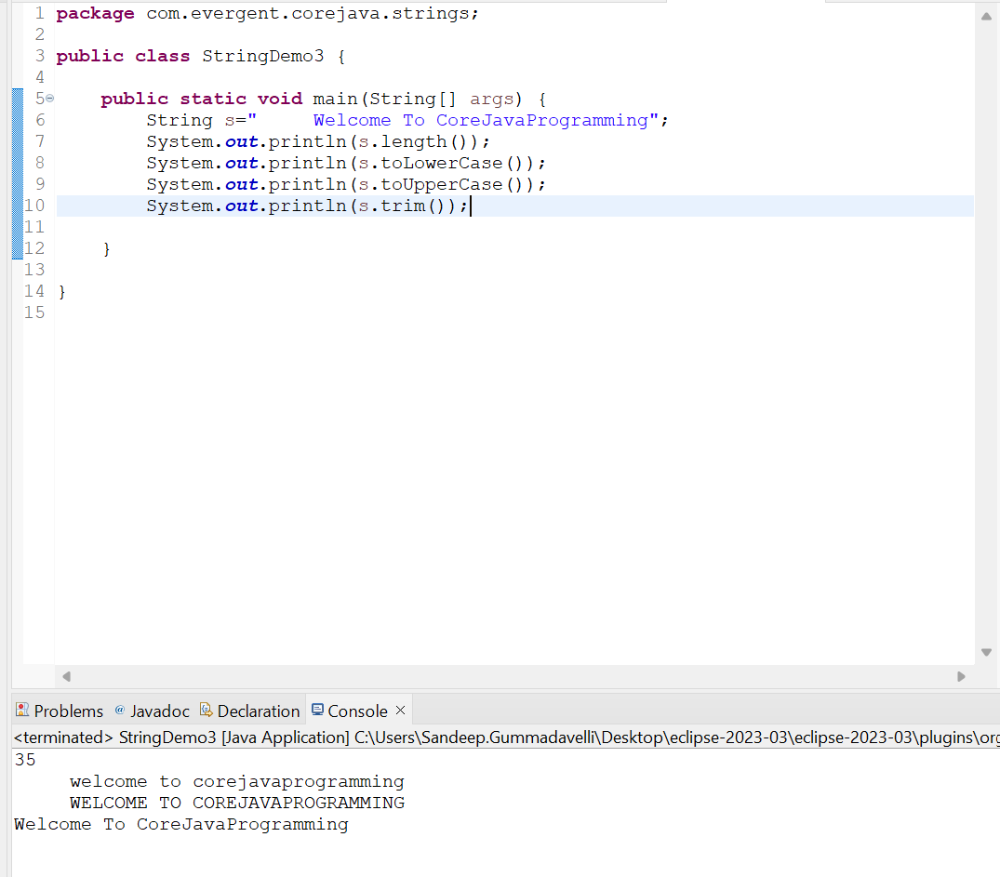 1 package com.evergent.corejava.strings;
2
3 public class StringDemo3 {
4
5     public static void main(String[] args) {
6         String s="     Welcome To CoreJavaProgramming";
7         System.out.println(s.length());
8         System.out.println(s.toLowerCase());
9         System.out.println(s.toUpperCase());
10         System.out.println(s.trim());
11
12     }
13
14 }
15
Problems @ Javadoc Declaration Console ×
<terminated> StringDemo3 [Java Application] C:\Users\Sandeep.Gummadavelli\Desktop\eclipse-2023-03\eclipse-2023-03\plugins\org
35
     welcome to corejavaprogramming
     WELCOME TO COREJAVAPROGRAMMING
Welcome To CoreJavaProgramming